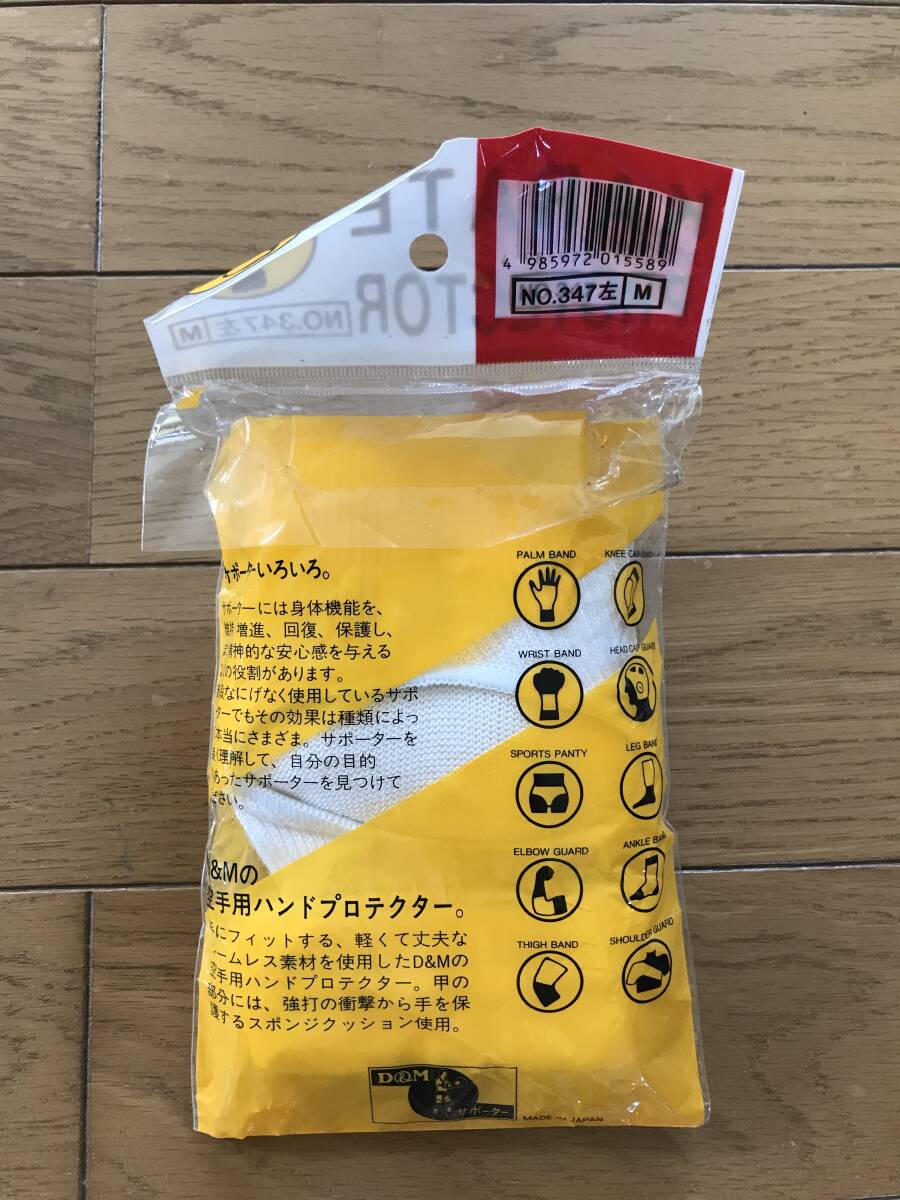 4 985972 015589
NO.347左 M
TE
CTOR
NO.347左 M
サポーターいろいろ。
サポーターには身体機能を、
維持増進、回復、保護し、
精神的な安心感を与える
の役割があります。
なにげなく使用しているサポ
ーターでもその効果は種類によっ
本当にさまざま。サポーターを
理解して、自分の目的
あったサポーターを見つけて
ださい。
&Mの
空手用ハンドプロテクター。
手にフィットする、軽くて丈夫な
ームレス素材を使用したD&Mの
空手用ハンドプロテクター。甲の
部分には、強打の衝撃から手を保
護するスポンジクッション使用。
PALM BAND
KNEE CAP
WRIST BAND
HEAD CAP GUARD
SPORTS PANTY
LEG BAND
ELBOW GUARD
ANKLE BAND
THIGH BAND
SHOULDER GUARD
D&M
サポーター
MADE IN JAPAN